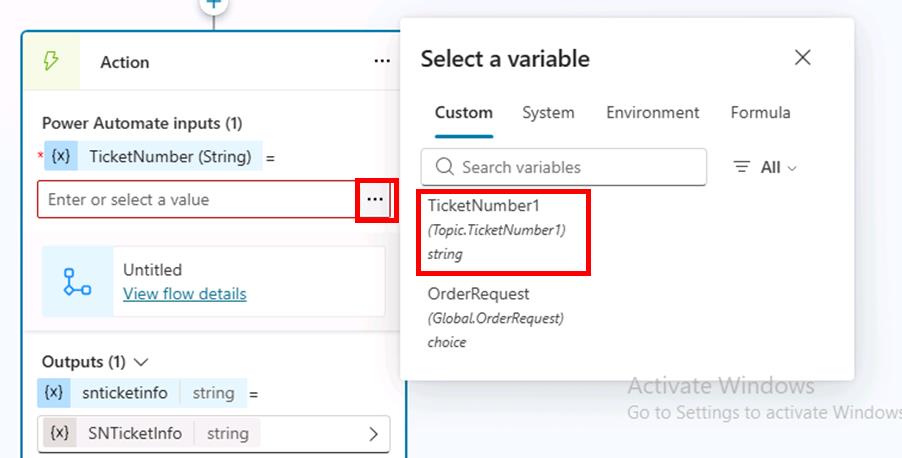 Action
...
Power Automate inputs (1)
* {x} TicketNumber (String) =
Enter or select a value ...
Untitled
View flow details
Outputs (1)
{x} snticketinfo string =
{x} SNTicketInfo string
Select a variable
Custom System Environment Formula
Search variables All
TicketNumber1
(Topic.TicketNumber1)
string
OrderRequest
(Global.OrderRequest)
choice
Activate Windows
Go to Settings to activate Windows